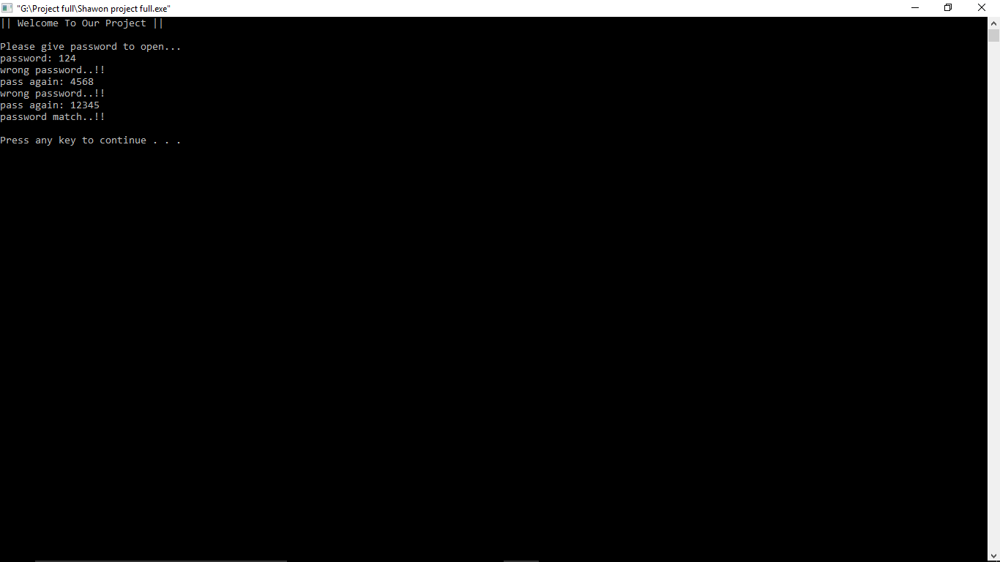 "G:\Project full\Shawon project full.exe"
|| Welcome To Our Project ||
Please give password to open...
password: 124
wrong password..!!
pass again: 4568
wrong password..!!
pass again: 12345
password match..!!
Press any key to continue . . .